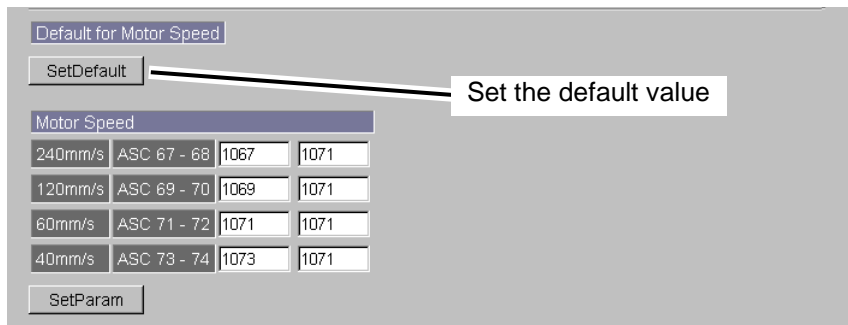 Default for Motor Speed
SetDefault
Set the default value
Motor Speed
240mm/s ASC 67 - 68 1067 1071
120mm/s ASC 69 - 70 1069 1071
60mm/s ASC 71 - 72 1071 1071
40mm/s ASC 73 - 74 1073 1071
SetParam